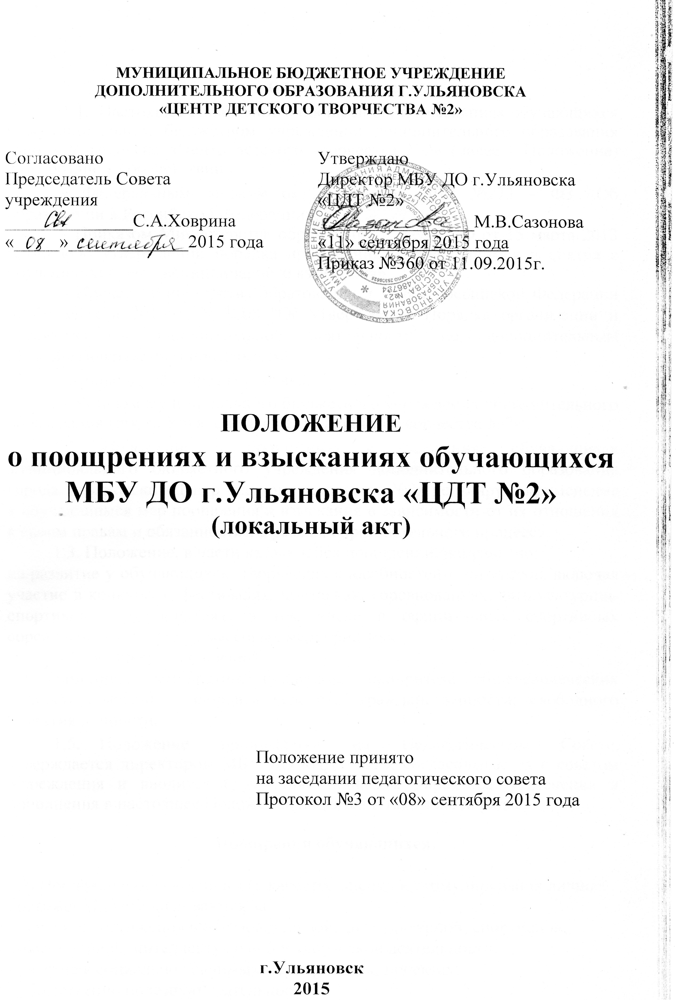 МУНИЦИПАЛЬНОЕ БЮДЖЕТНОЕ УЧРЕЖДЕНИЕ
ДОПОЛНИТЕЛЬНОГО ОБРАЗОВАНИЯ Г.УЛЬЯНОВСКА
«ЦЕНТР ДЕТСКОГО ТВОРЧЕСТВА №2»
Согласовано
Председатель Совета
учреждения
С.А.Ховрина
«08» сентября 2015 года
Утверждаю
Директор МБУ ДО г.Ульяновска
«ЦДТ №2»
М.В.Сазонова
«11» сентября 2015 года
Приказ №360 от 11.09.2015г.
ПОЛОЖЕНИЕ
о поощрениях и взысканиях обучающихся
МБУ ДО г.Ульяновска «ЦДТ №2»
(локальный акт)
Положение принято
на заседании педагогического совета
Протокол №3 от «08» сентября 2015 года
г.Ульяновск
2015